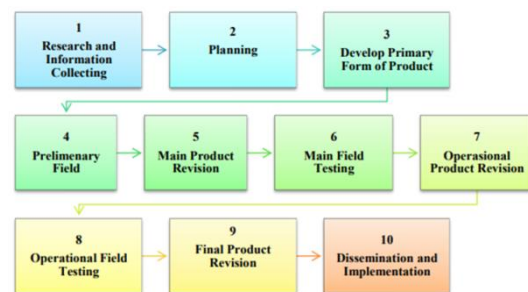 1
Research and
Information
Collecting
2
Planning
3
Develop Primary
Form of Product
4
Prelimenary
Field
5
Main Product
Revision
6
Main Field
Testing
7
Operasional
Product Revision
8
Operational Field
Testing
9
Final Product
Revision
10
Dissemination and
Implementation